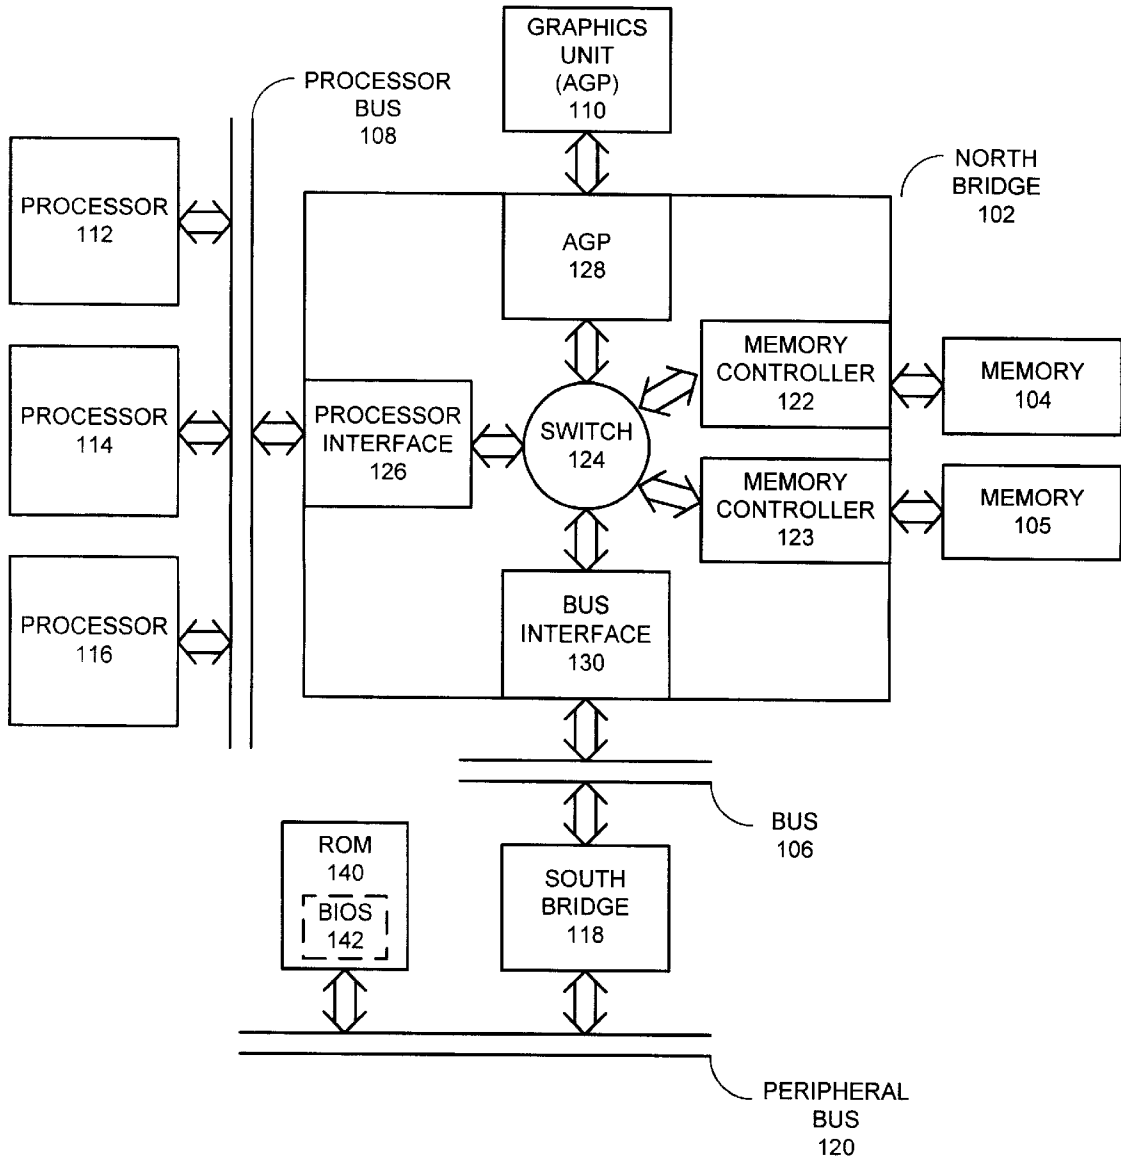 GRAPHICS
UNIT
(AGP)
110
PROCESSOR
BUS
108
NORTH
BRIDGE
102
PROCESSOR
112
AGP
128
MEMORY
CONTROLLER
122
MEMORY
104
PROCESSOR
114
PROCESSOR
INTERFACE
126
SWITCH
124
MEMORY
CONTROLLER
123
MEMORY
105
PROCESSOR
116
BUS
INTERFACE
130
BUS
106
ROM
140
BIOS
142
SOUTH
BRIDGE
118
PERIPHERAL
BUS
120